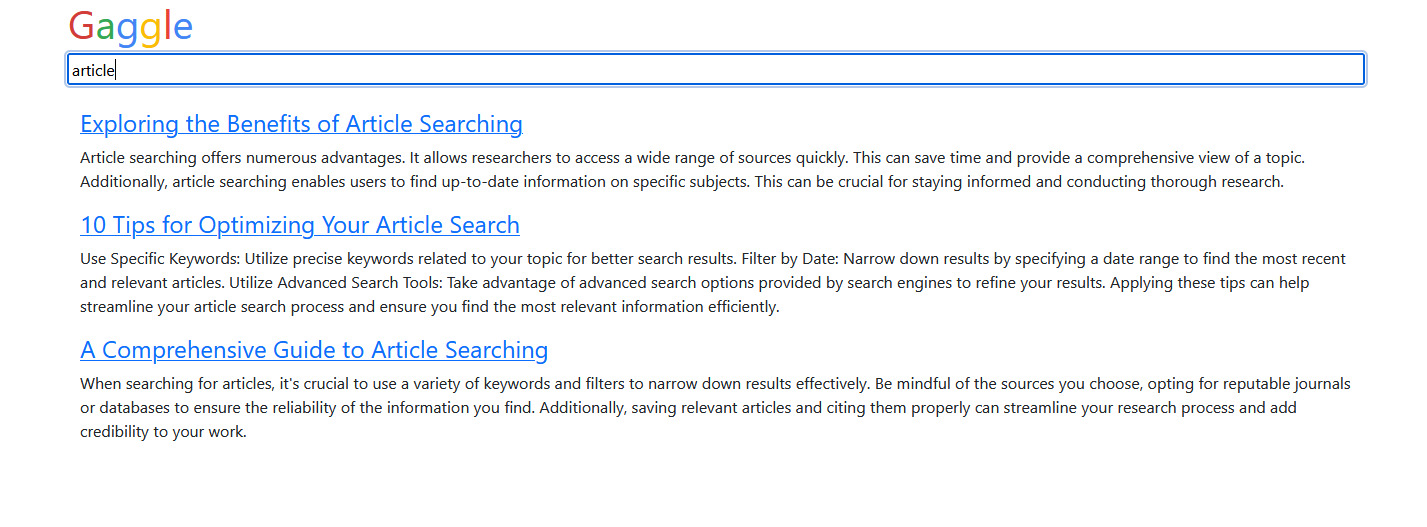 Gaggle
article
Exploring the Benefits of Article Searching
Article searching offers numerous advantages. It allows researchers to access a wide range of sources quickly. This can save time and provide a comprehensive view of a topic.
Additionally, article searching enables users to find up-to-date information on specific subjects. This can be crucial for staying informed and conducting thorough research.
10 Tips for Optimizing Your Article Search
Use Specific Keywords: Utilize precise keywords related to your topic for better search results. Filter by Date: Narrow down results by specifying a date range to find the most recent
and relevant articles. Utilize Advanced Search Tools: Take advantage of advanced search options provided by search engines to refine your results. Applying these tips can help
streamline your article search process and ensure you find the most relevant information efficiently.
A Comprehensive Guide to Article Searching
When searching for articles, it's crucial to use a variety of keywords and filters to narrow down results effectively. Be mindful of the sources you choose, opting for reputable journals
or databases to ensure the reliability of the information you find. Additionally, saving relevant articles and citing them properly can streamline your research process and add
credibility to your work.